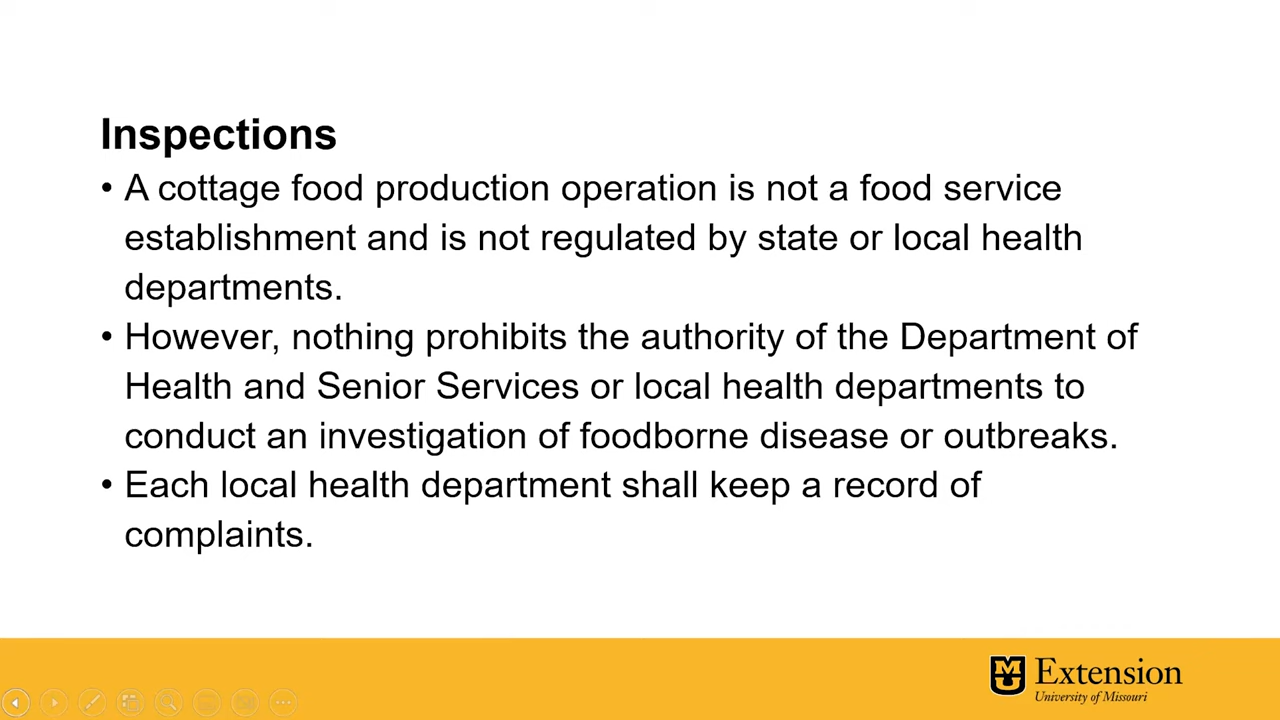 Inspections
• A cottage food production operation is not a food service
establishment and is not regulated by state or local health
departments.
• However, nothing prohibits the authority of the Department of
Health and Senior Services or local health departments to
conduct an investigation of foodborne disease or outbreaks.
• Each local health department shall keep a record of
complaints.
MU Extension
University of Missouri